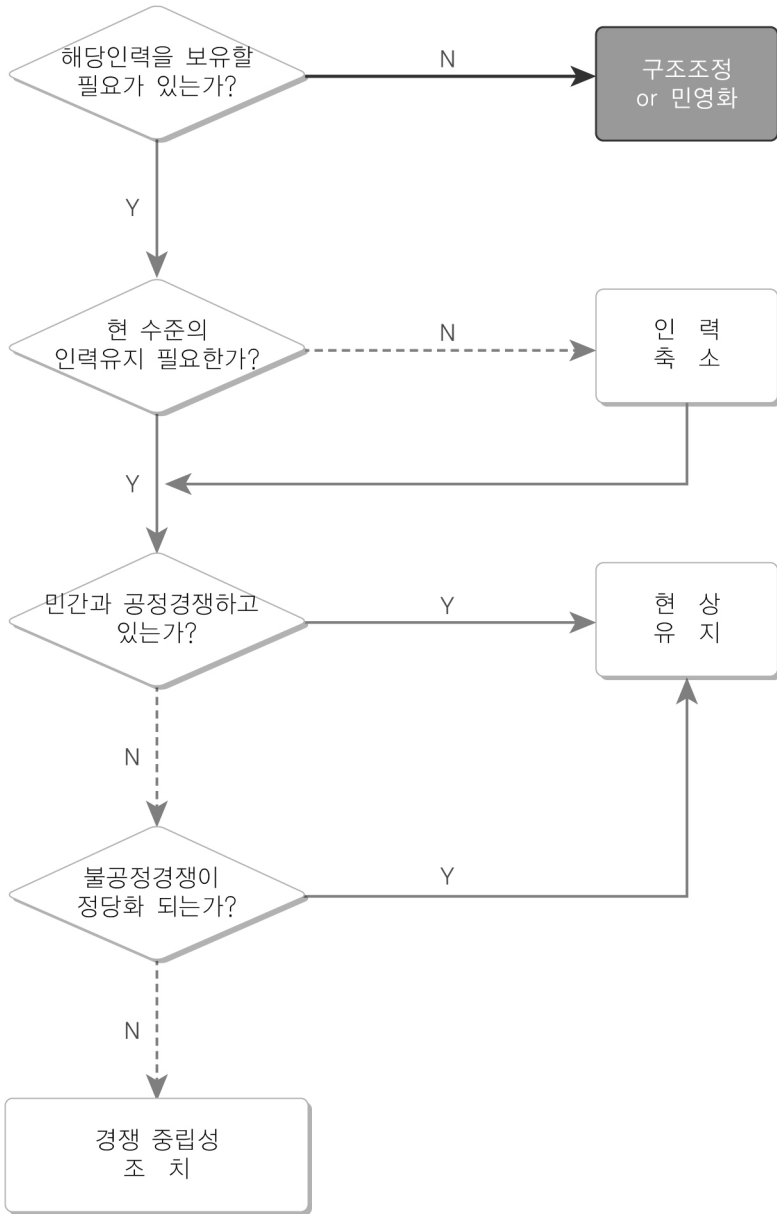 해당인력을 보유할
필요가 있는가?
N
구조조정
or 민영화
Y
현 수준의
인력유지 필요한가?
N
인 력
축 소
Y
민간과 공정경쟁하고
있는가?
Y
현 상
유 지
N
불공정경쟁이
정당화 되는가?
Y
N
경쟁 중립성
조 치